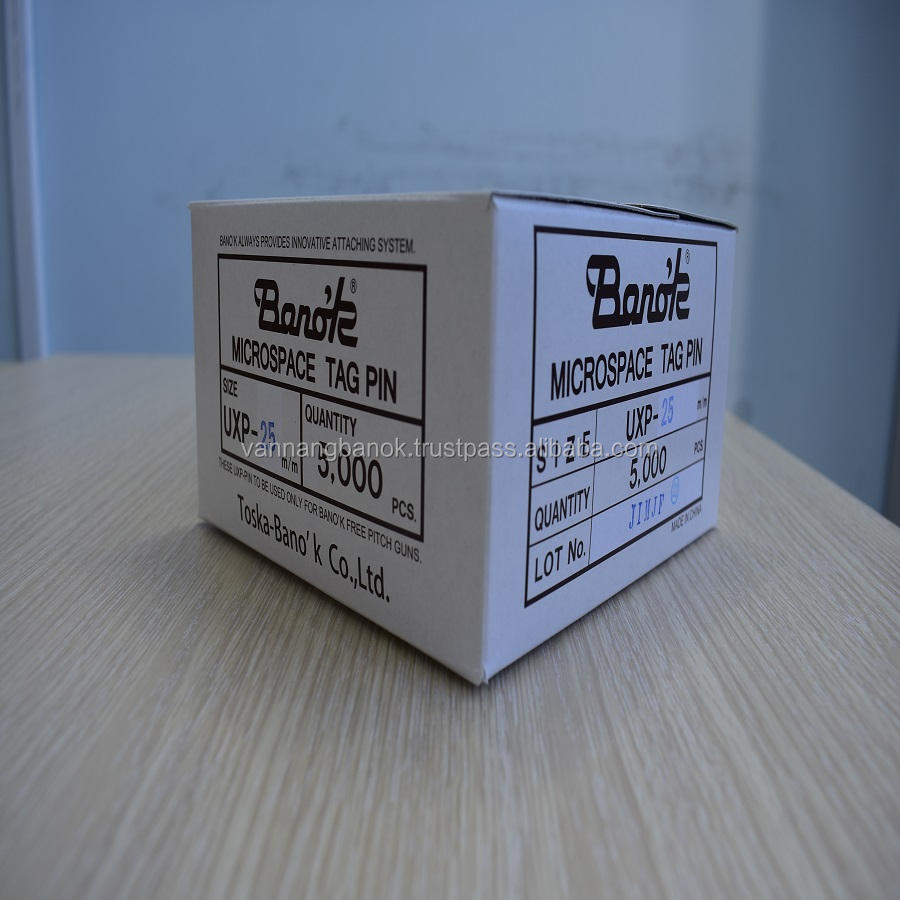 BANO'K ALWAYS PROVIDES INNOVATIVE ATTACHING SYSTEM.
Bano'k®
MICROSPACE TAG PIN
SIZE
UXP-25 m/m
QUANTITY
5,000 PCS.
THESE UXP-PIN TO BE USED ONLY FOR BANO'K FREE PITCH GUNS.
Toska-Bano'k Co.,Ltd.
Bano'k®
MICROSPACE TAG PIN
SIZE UXP-25 m/m
QUANTITY 5,000 PCS
LOT No. JIMJF
MADE IN CHINA
vannangbanok.trustpass.alibaba.com